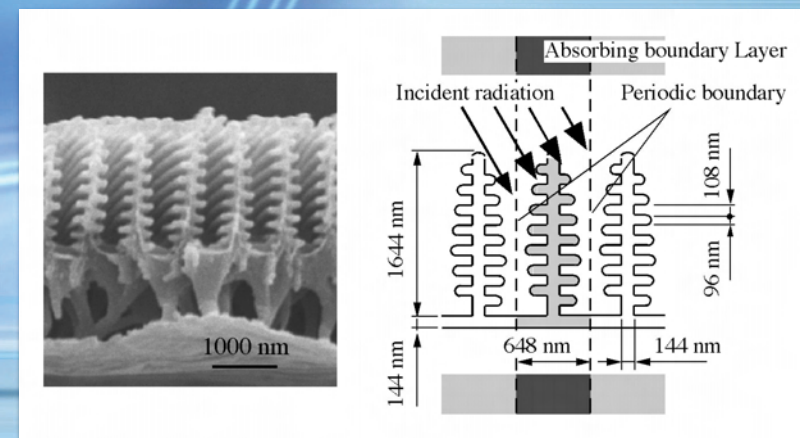 Absorbing boundary Layer
Incident radiation
Periodic boundary
108 nm
1644 nm
96 nm
1000 nm
648 nm
144 nm
144 nm